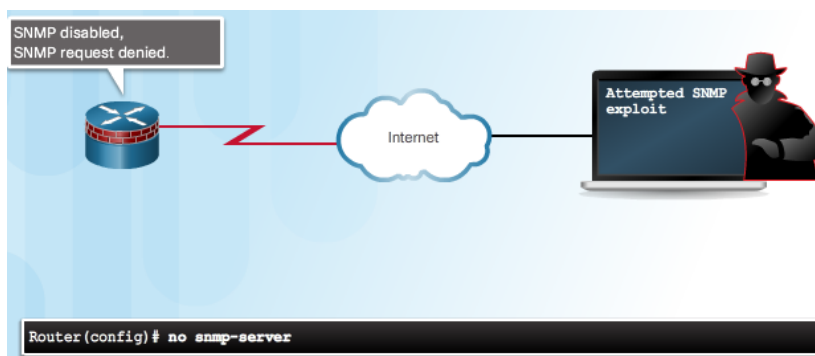 SNMP disabled,
SNMP request denied.
Attempted SNMP
exploit
Internet
Router(config)# no snmp-server